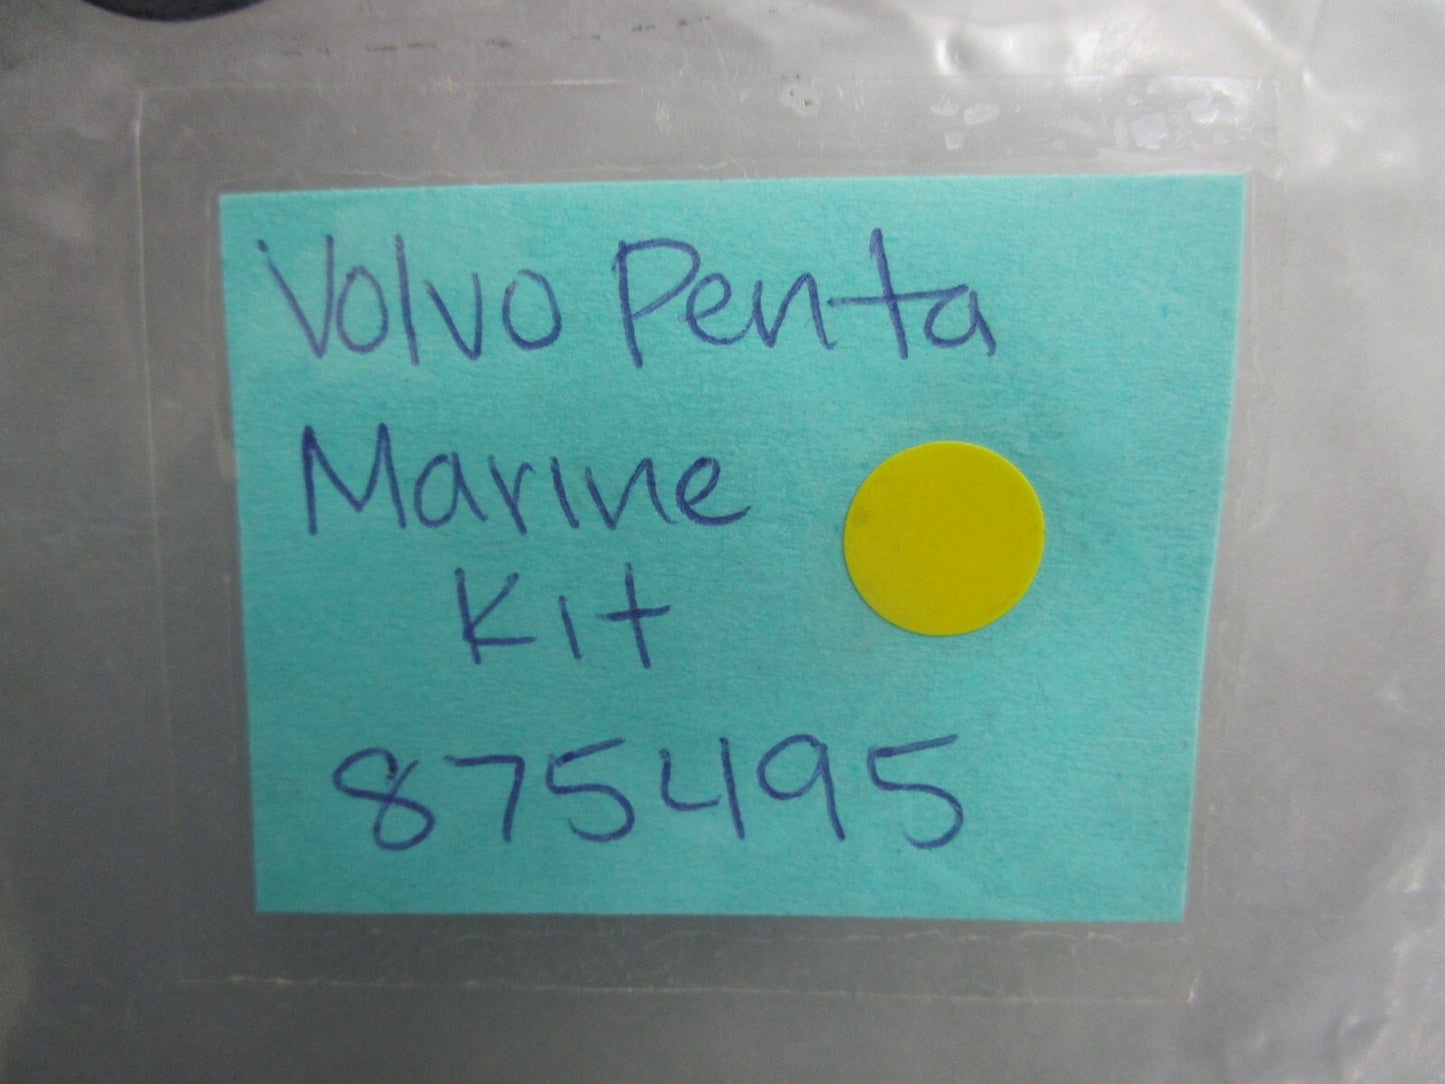 Volvo Penta
Marine
Kit
875495